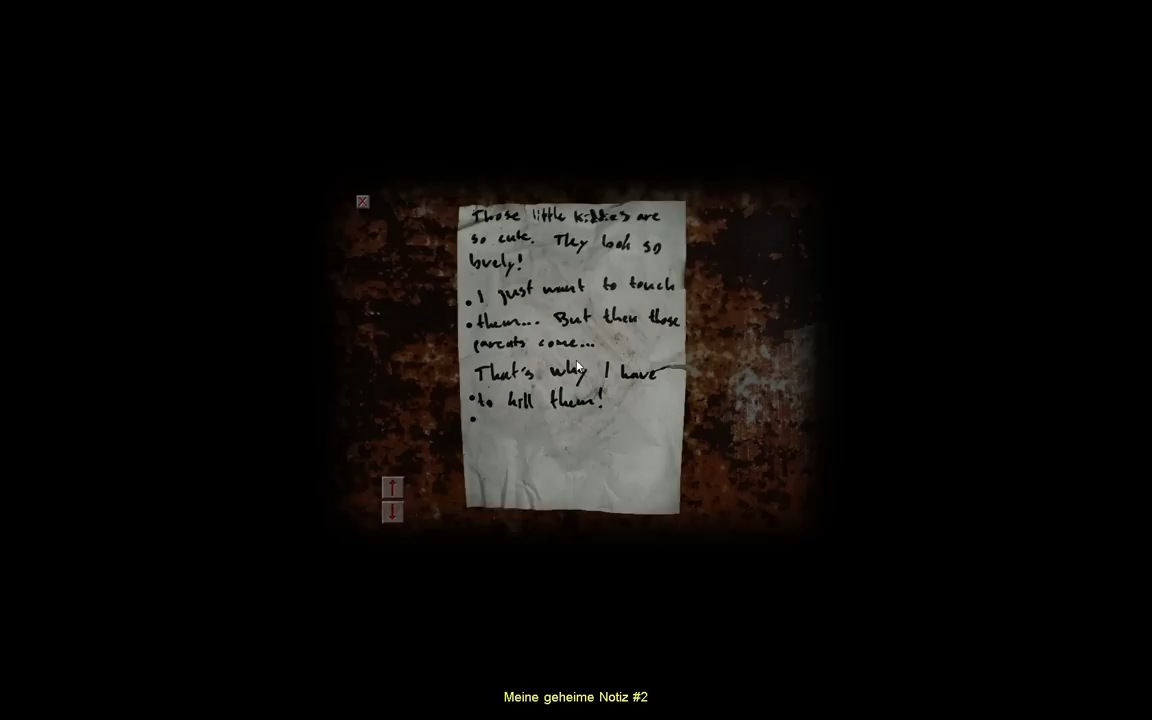 Those little kiddies are
so cute. They look so
lovely!
I just want to touch
them... But then those
parents come...
That's why I have
to kill them!
Meine geheime Notiz #2